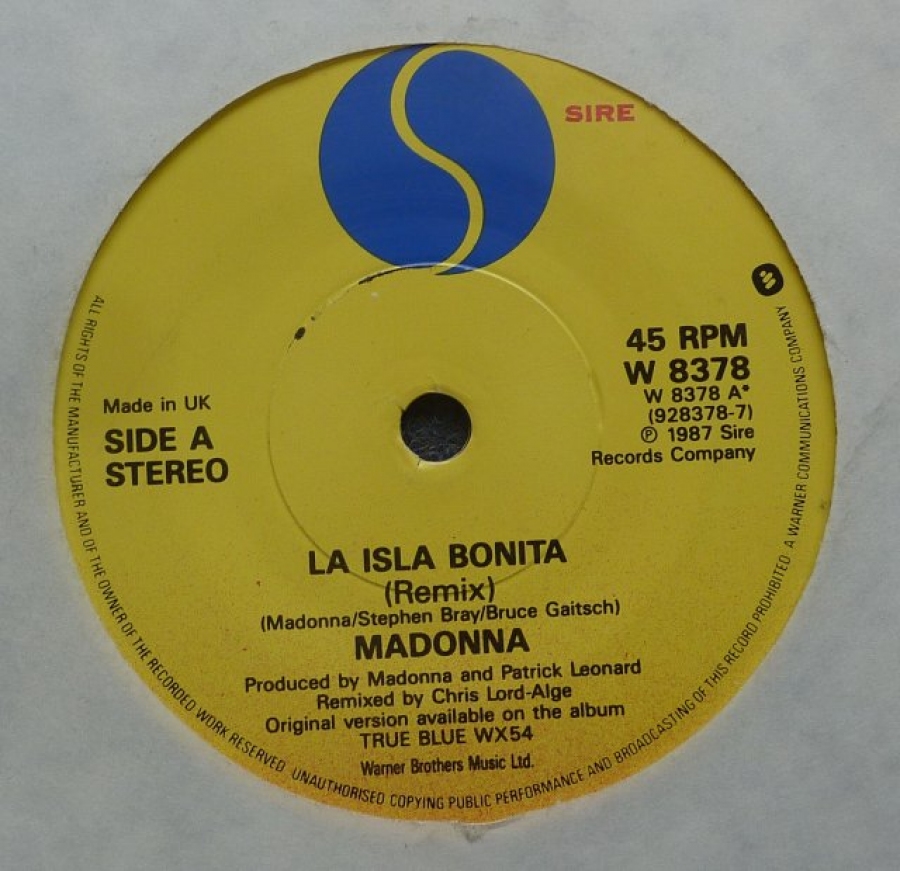 SIRE
45 RPM
W 8378
W 8378 A•
(928378-7)
℗ 1987 Sire
Records Company
Made in UK
SIDE A
STEREO
LA ISLA BONITA
(Remix)
(Madonna/Stephen Bray/Bruce Gaitsch)
MADONNA
Produced by Madonna and Patrick Leonard
Remixed by Chris Lord-Alge
Original version available on the album
TRUE BLUE WX54
Warner Brothers Music Ltd.
ALL RIGHTS OF THE MANUFACTURER AND OF THE OWNER OF THE RECORDED WORK RESERVED UNAUTHORISED COPYING PUBLIC PERFORMANCE AND BROADCASTING OF THIS RECORD PROHIBITED A WARNER COMMUNICATIONS COMPANY